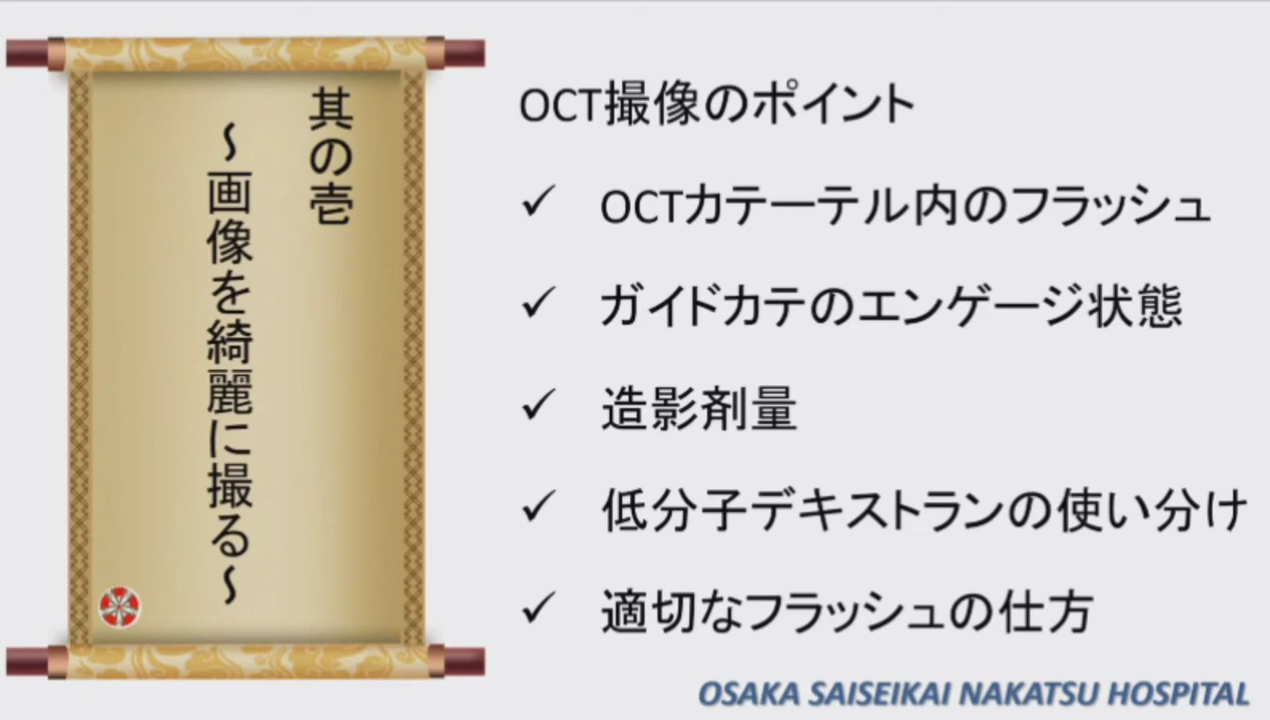 其の壱
～画像を綺麗に撮る～
OCT撮像のポイント
✓ OCTカテーテル内のフラッシュ
✓ ガイドカテのエンゲージ状態
✓ 造影剤量
✓ 低分子デキストランの使い分け
✓ 適切なフラッシュの仕方
OSAKA SAISEIKAI NAKATSU HOSPITAL